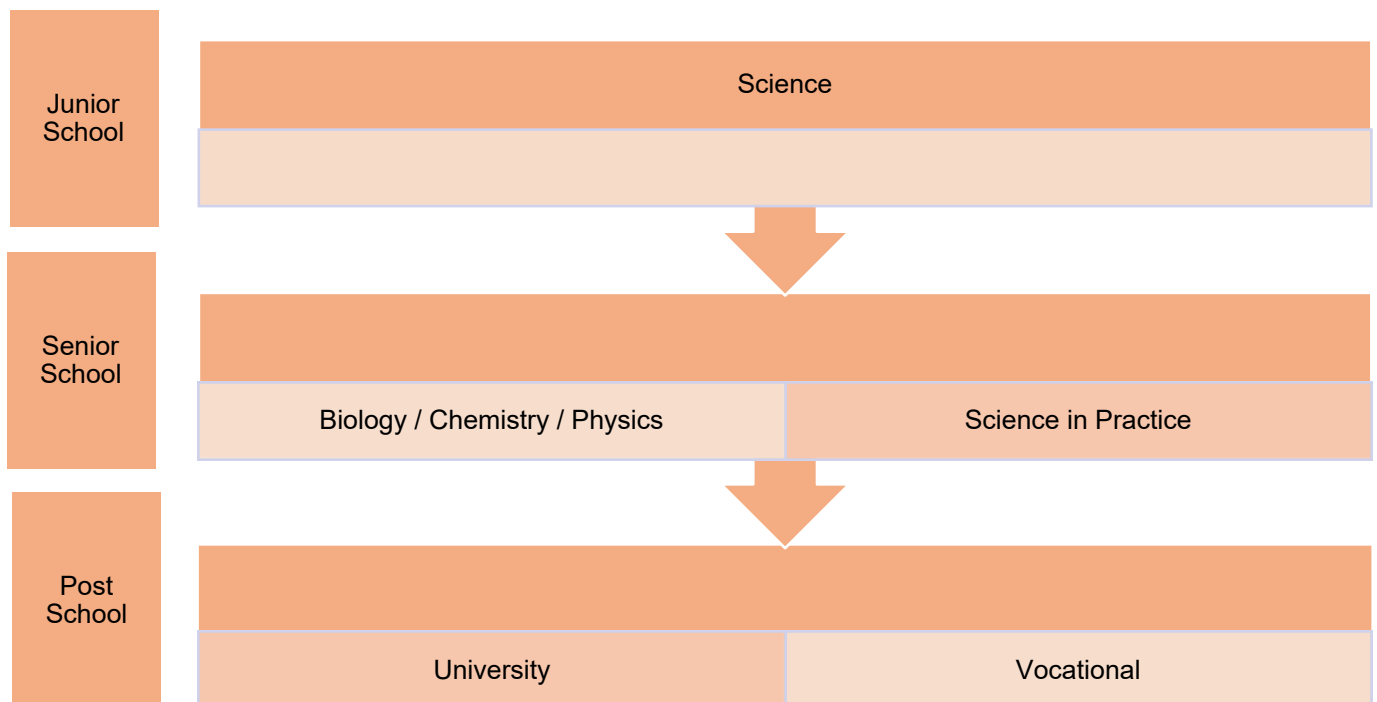 Junior
School
Science
Senior
School
Biology / Chemistry / Physics
Science in Practice
Post
School
University
Vocational